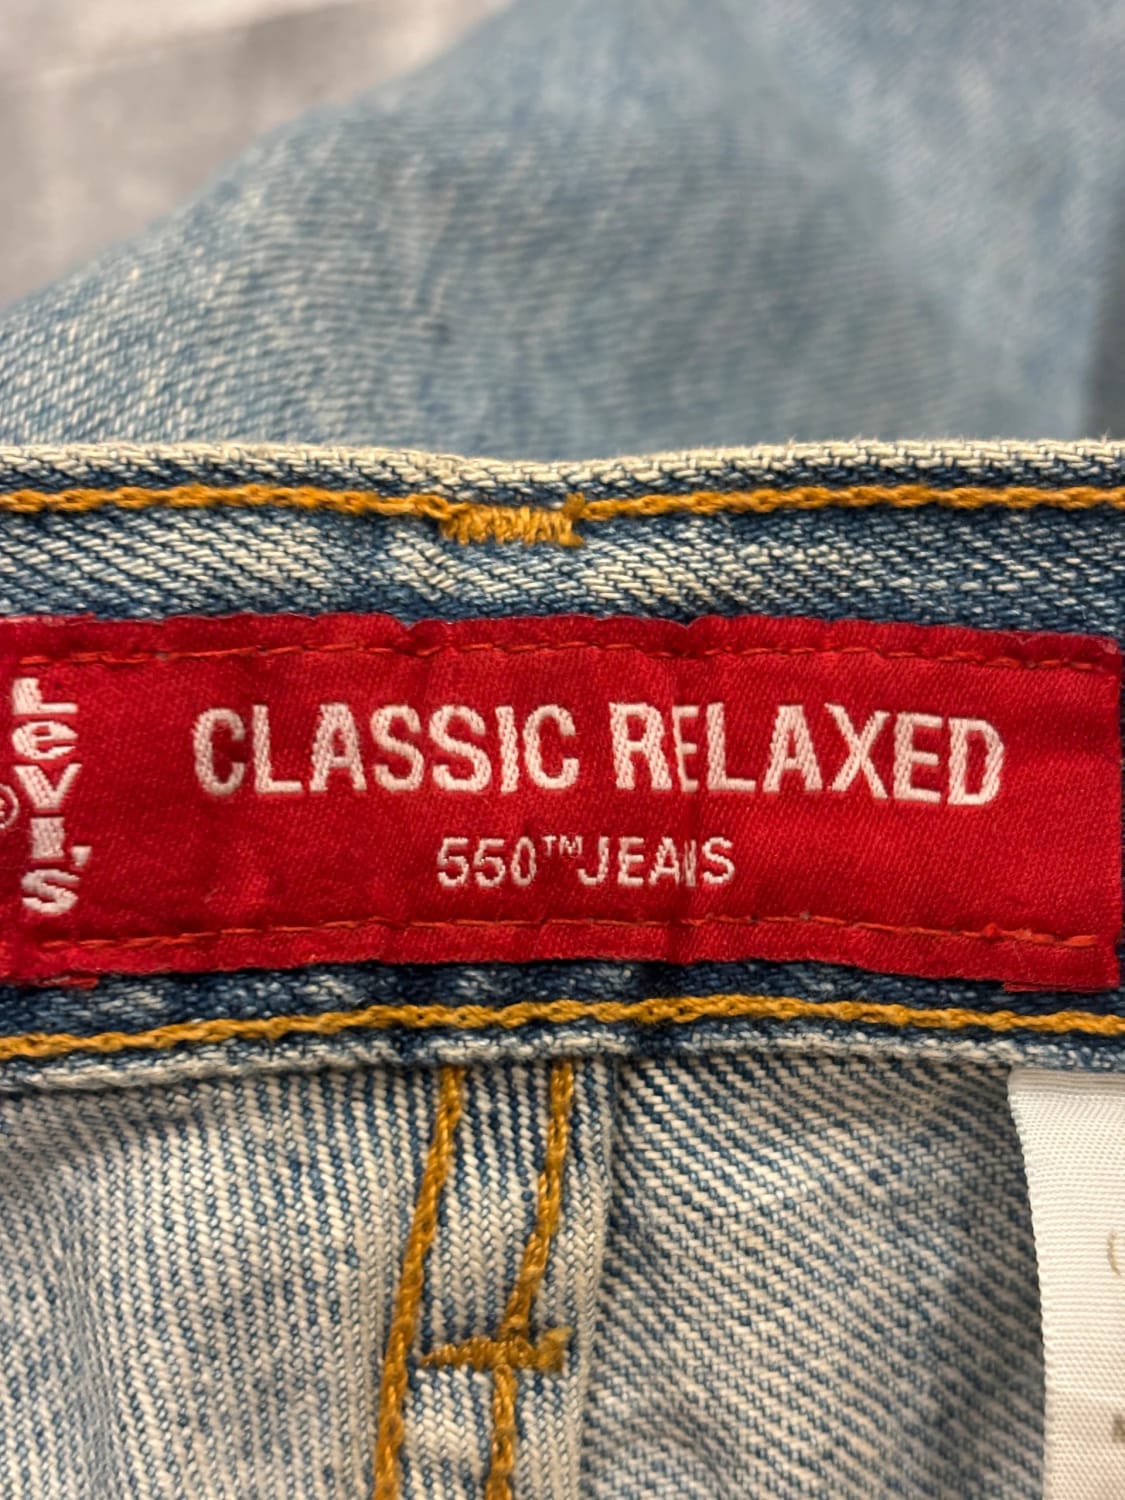 Levi's
®
CLASSIC RELAXED
550™ JEANS